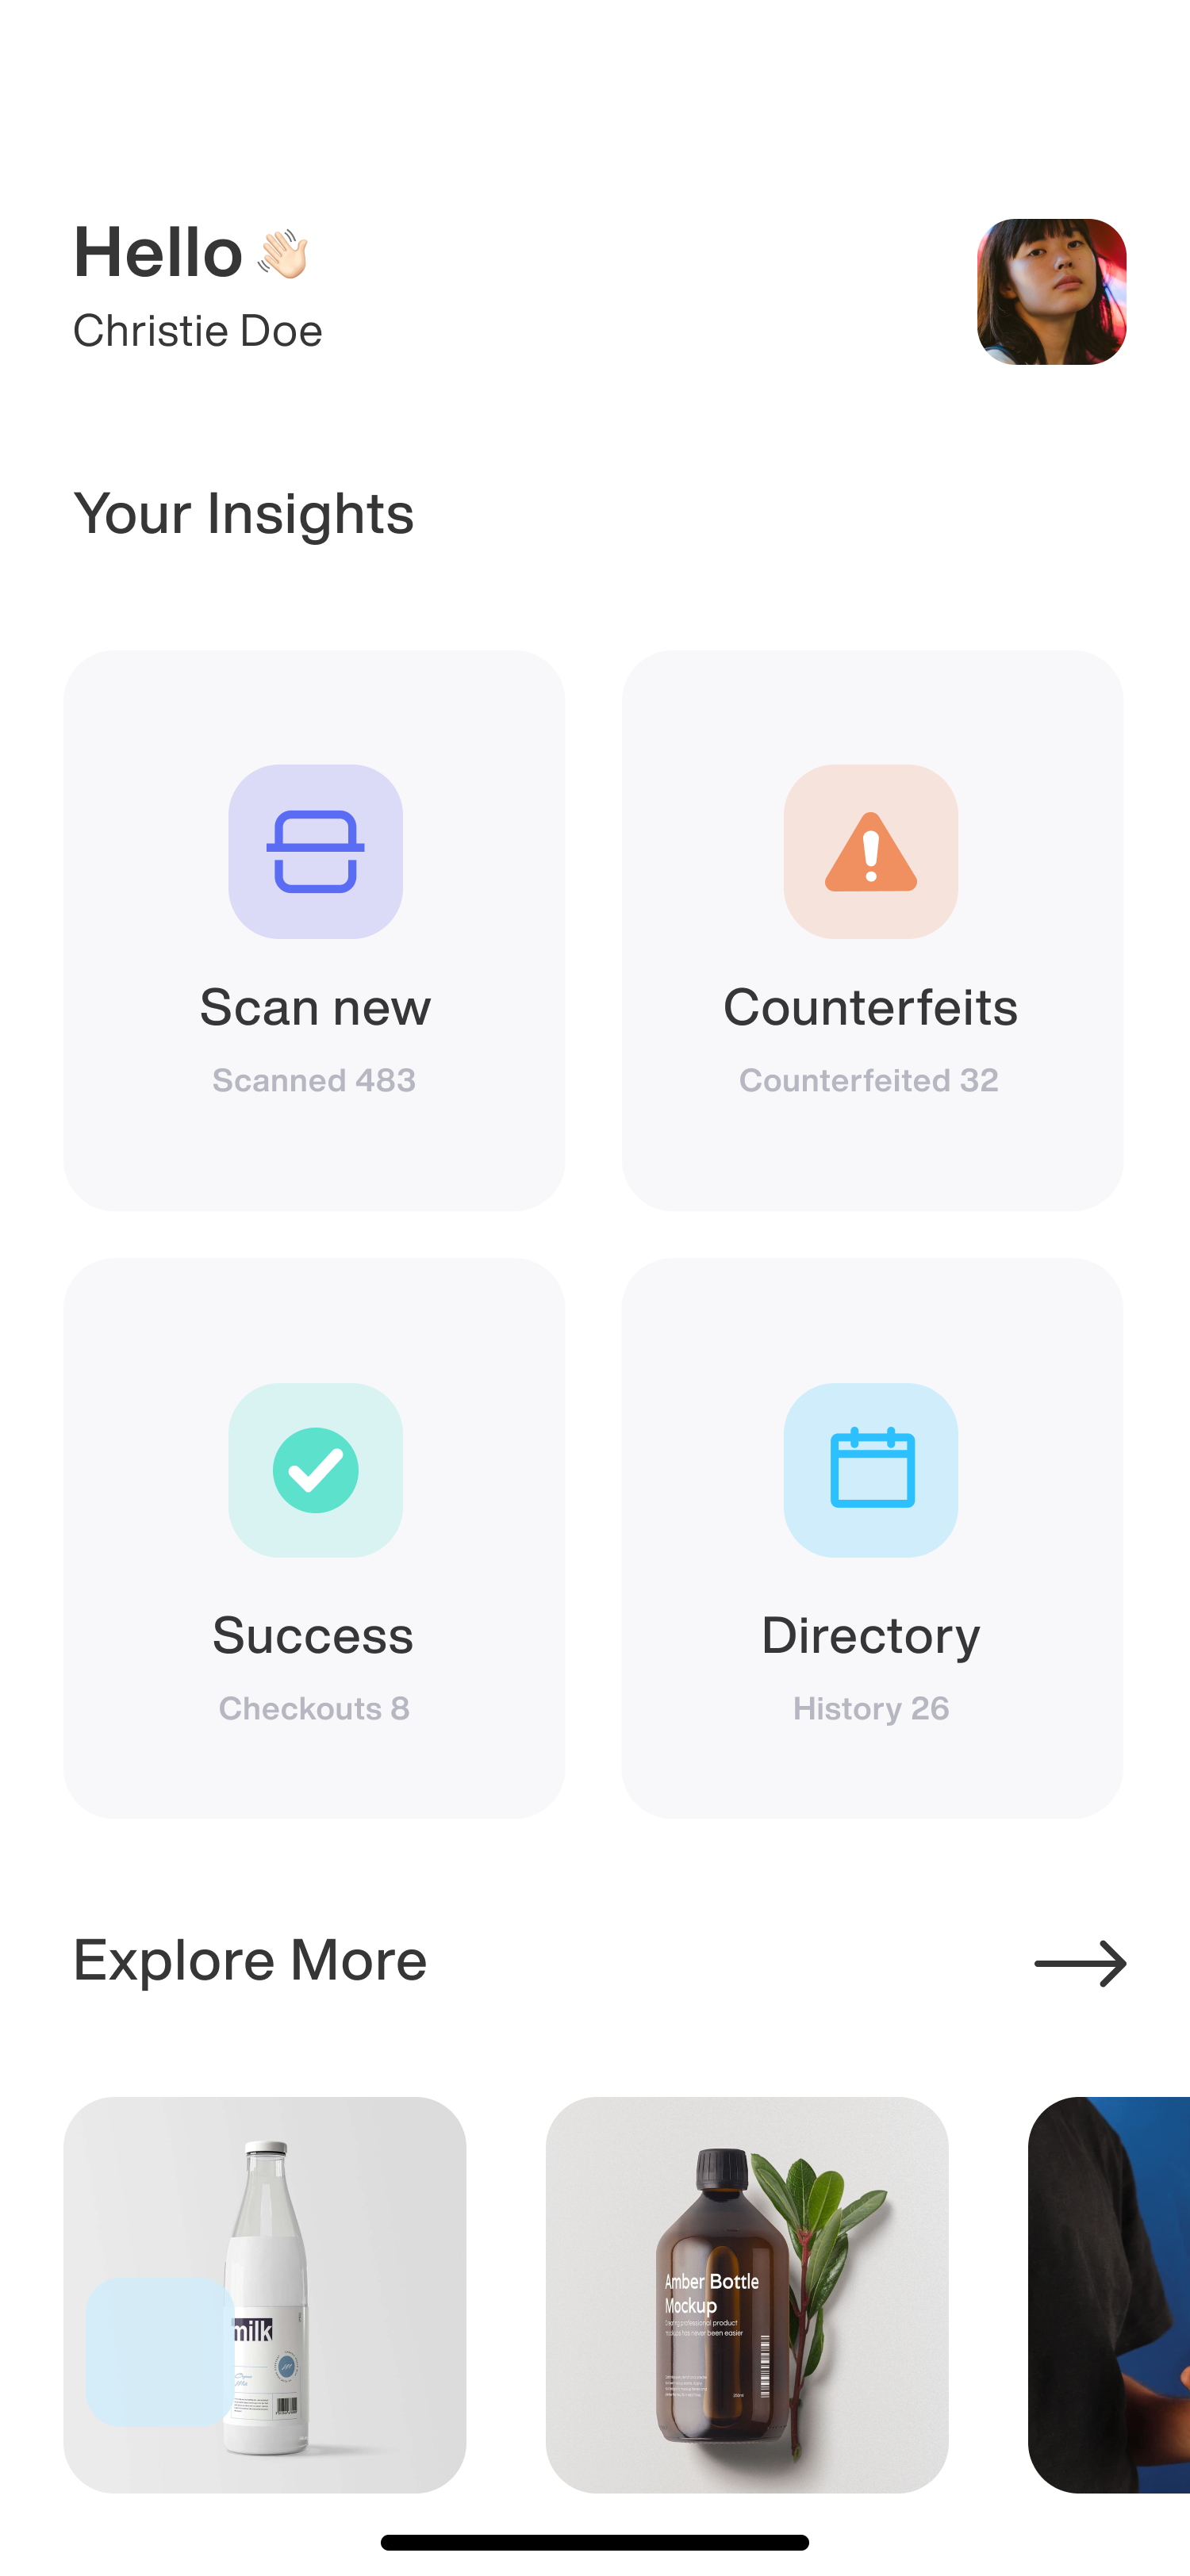 Hello 👋🏻
Christie Doe
Your Insights
Scan new
Scanned 483
Counterfeits
Counterfeited 32
Success
Checkouts 8
Directory
History 26
Explore More
milk
Amber Bottle
Mockup